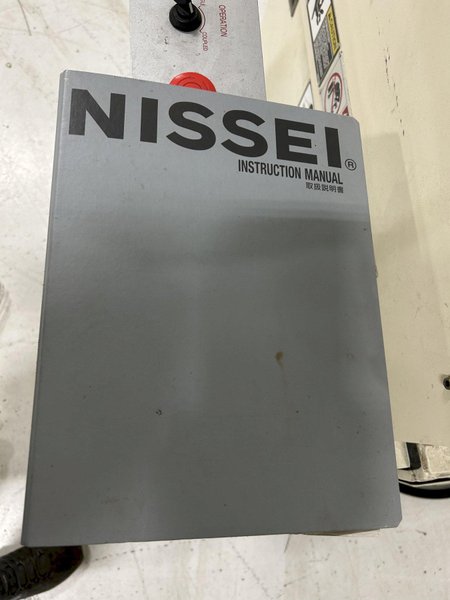 OPERATION
NISSEI®
INSTRUCTION MANUAL
取扱説明書